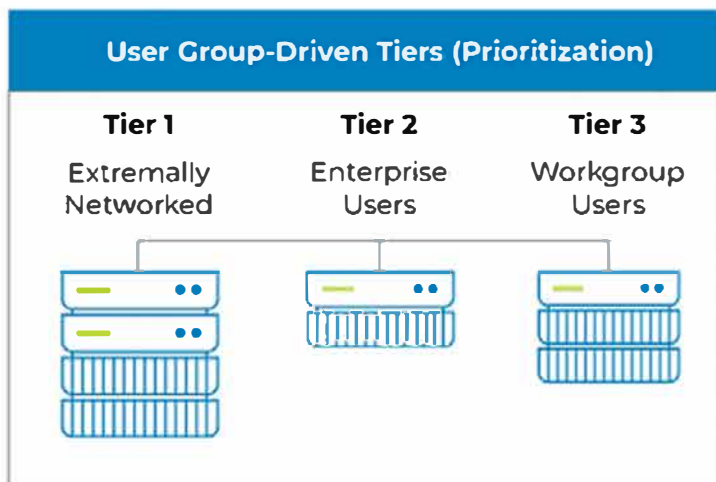 User Group-Driven Tiers (Prioritization)
Tier 1
Extremally
Networked
Tier 2
Enterprise
Users
Tier 3
Workgroup
Users